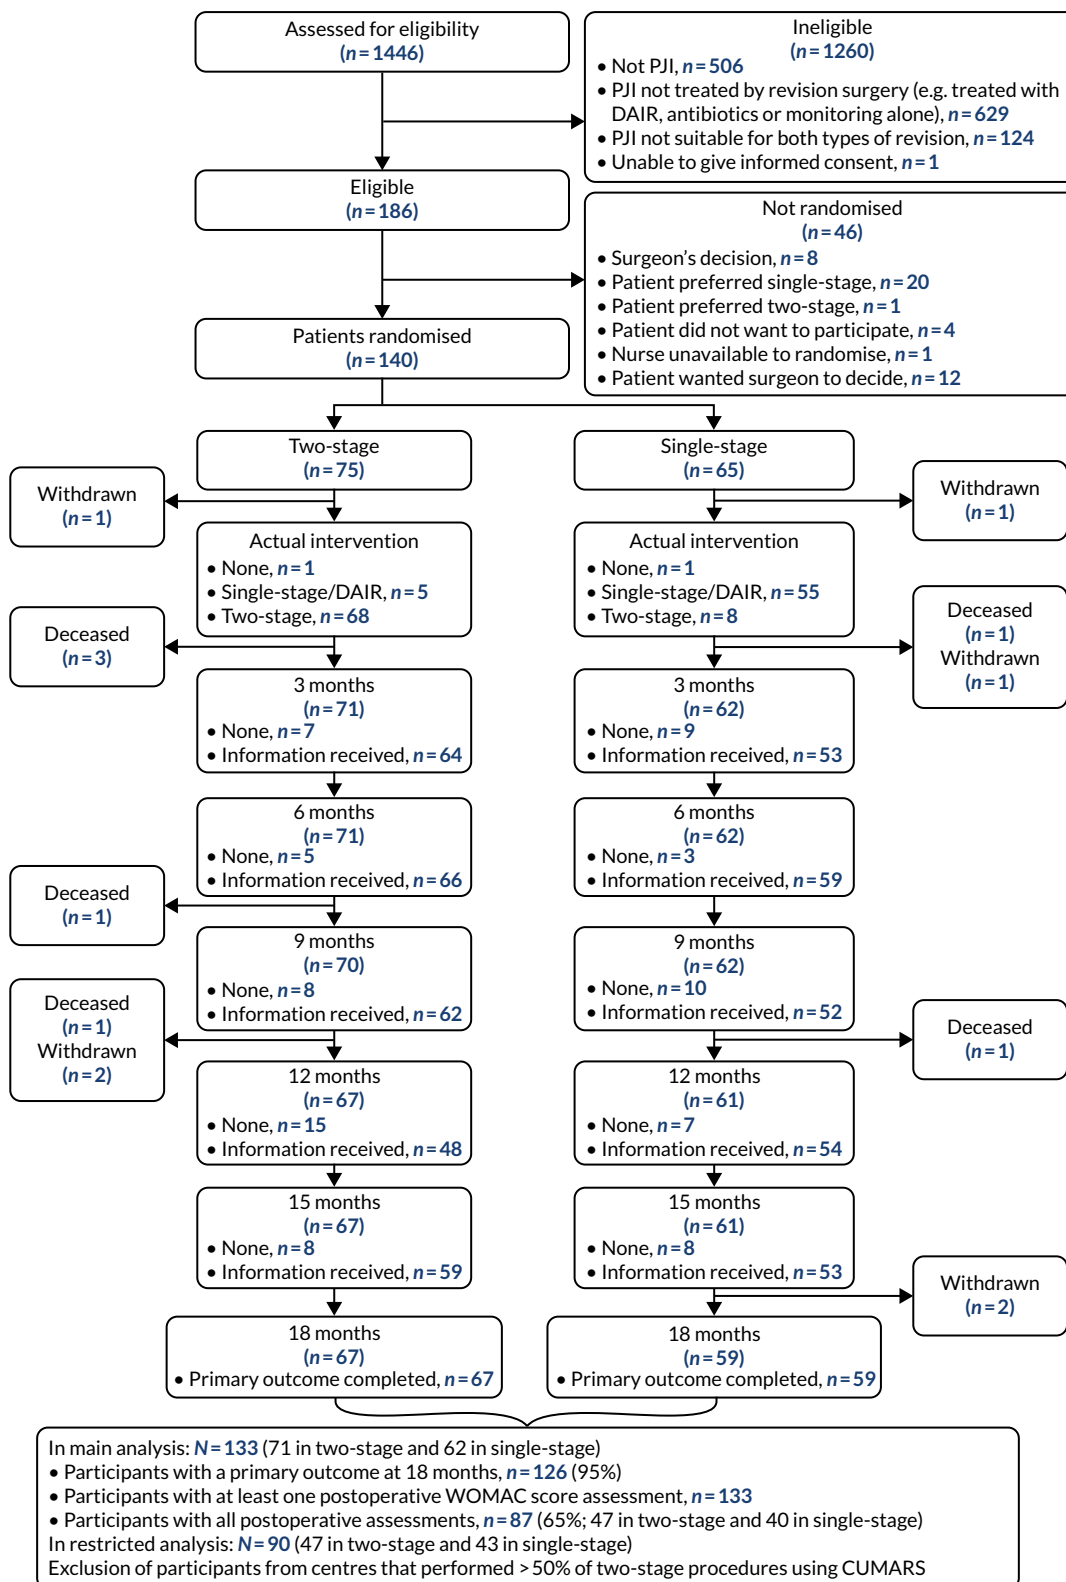 Assessed for eligibility
(n = 1446)
Ineligible
(n = 1260)
• Not PJI, n = 506
• PJI not treated by revision surgery (e.g. treated with
DAIR, antibiotics or monitoring alone), n = 629
• PJI not suitable for both types of revision, n = 124
• Unable to give informed consent, n = 1
Eligible
(n = 186)
Not randomised
(n = 46)
• Surgeon's decision, n = 8
• Patient preferred single-stage, n = 20
• Patient preferred two-stage, n = 1
• Patient did not want to participate, n = 4
• Nurse unavailable to randomise, n = 1
• Patient wanted surgeon to decide, n = 12
Patients randomised
(n = 140)
Two-stage
(n = 75)
Single-stage
(n = 65)
Withdrawn
(n = 1)
Withdrawn
(n = 1)
Actual intervention
• None, n = 1
• Single-stage/DAIR, n = 5
• Two-stage, n = 68
Actual intervention
• None, n = 1
• Single-stage/DAIR, n = 55
• Two-stage, n = 8
Deceased
(n = 3)
Deceased
(n = 1)
Withdrawn
(n = 1)
3 months
(n = 71)
• None, n = 7
• Information received, n = 64
3 months
(n = 62)
• None, n = 9
• Information received, n = 53
6 months
(n = 71)
• None, n = 5
• Information received, n = 66
6 months
(n = 62)
• None, n = 3
• Information received, n = 59
Deceased
(n = 1)
9 months
(n = 70)
• None, n = 8
• Information received, n = 62
9 months
(n = 62)
• None, n = 10
• Information received, n = 52
Deceased
(n = 1)
Withdrawn
(n = 2)
Deceased
(n = 1)
12 months
(n = 67)
• None, n = 15
• Information received, n = 48
12 months
(n = 61)
• None, n = 7
• Information received, n = 54
15 months
(n = 67)
• None, n = 8
• Information received, n = 59
15 months
(n = 61)
• None, n = 8
• Information received, n = 53
Withdrawn
(n = 2)
18 months
(n = 67)
• Primary outcome completed, n = 67
18 months
(n = 59)
• Primary outcome completed, n = 59
In main analysis: N = 133 (71 in two-stage and 62 in single-stage)
• Participants with a primary outcome at 18 months, n = 126 (95%)
• Participants with at least one postoperative WOMAC score assessment, n = 133
• Participants with all postoperative assessments, n = 87 (65%; 47 in two-stage and 40 in single-stage)
In restricted analysis: N = 90 (47 in two-stage and 43 in single-stage)
Exclusion of participants from centres that performed > 50% of two-stage procedures using CUMARS